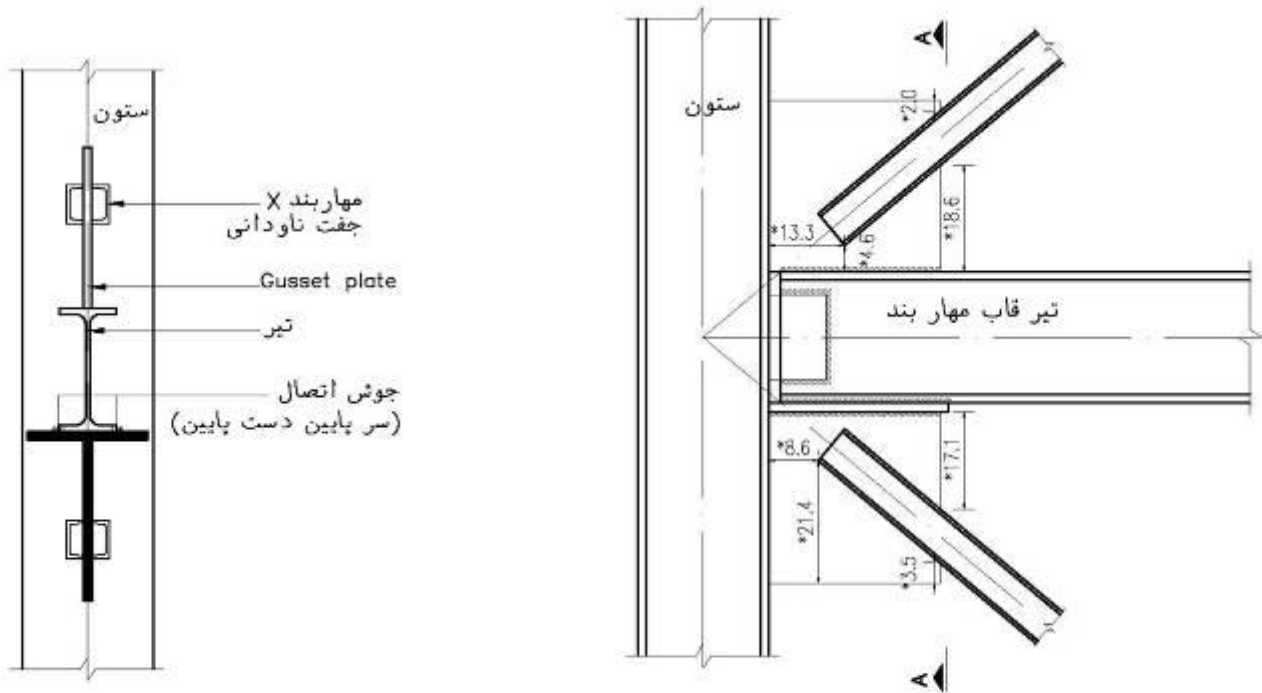 ستون
مهاربند X
جفت ناودانی
Gusset plate
تیر
جوش اتصال
(سر پایین دست پایین)
A
ستون
*2.0
*18.6
*13.3
*4.6
تیر قاب مهار بند
*8.6
*17.1
*21.4
*3.5
A